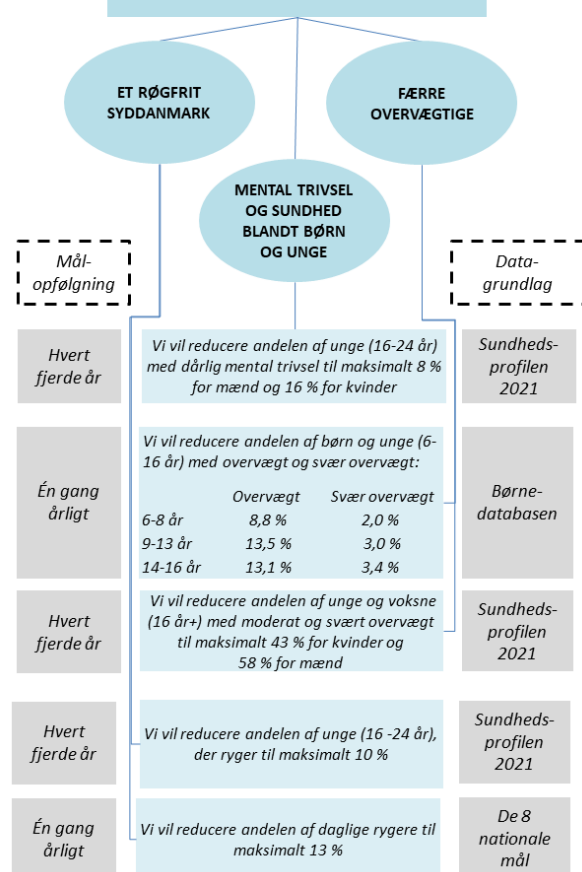 ET RØGFRIT
SYDDANMARK
FÆRRE
OVERVÆGTIGE
MENTAL TRIVSEL
OG SUNDHED
BLANDT BØRN
OG UNGE
Mål-
opfølgning
Data-
grundlag
Hvert
fjerde år
Vi vil reducere andelen af unge (16-24 år)
med dårlig mental trivsel til maksimalt 8 %
for mænd og 16 % for kvinder
Sundheds-
profilen
2021
Én gang
årligt
Vi vil reducere andelen af børn og unge (6-
16 år) med overvægt og svær overvægt:
Overvægt Svær overvægt
6-8 år 8,8 % 2,0 %
9-13 år 13,5 % 3,0 %
14-16 år 13,1 % 3,4 %
Børne-
databasen
Hvert
fjerde år
Vi vil reducere andelen af unge og voksne
(16 år+) med moderat og svært overvægt
til maksimalt 43 % for kvinder og
58 % for mænd
Sundheds-
profilen
2021
Hvert
fjerde år
Vi vil reducere andelen af unge (16 -24 år),
der ryger til maksimalt 10 %
Sundheds-
profilen
2021
Én gang
årligt
Vi vil reducere andelen af daglige rygere til
maksimalt 13 %
De 8
nationale
mål